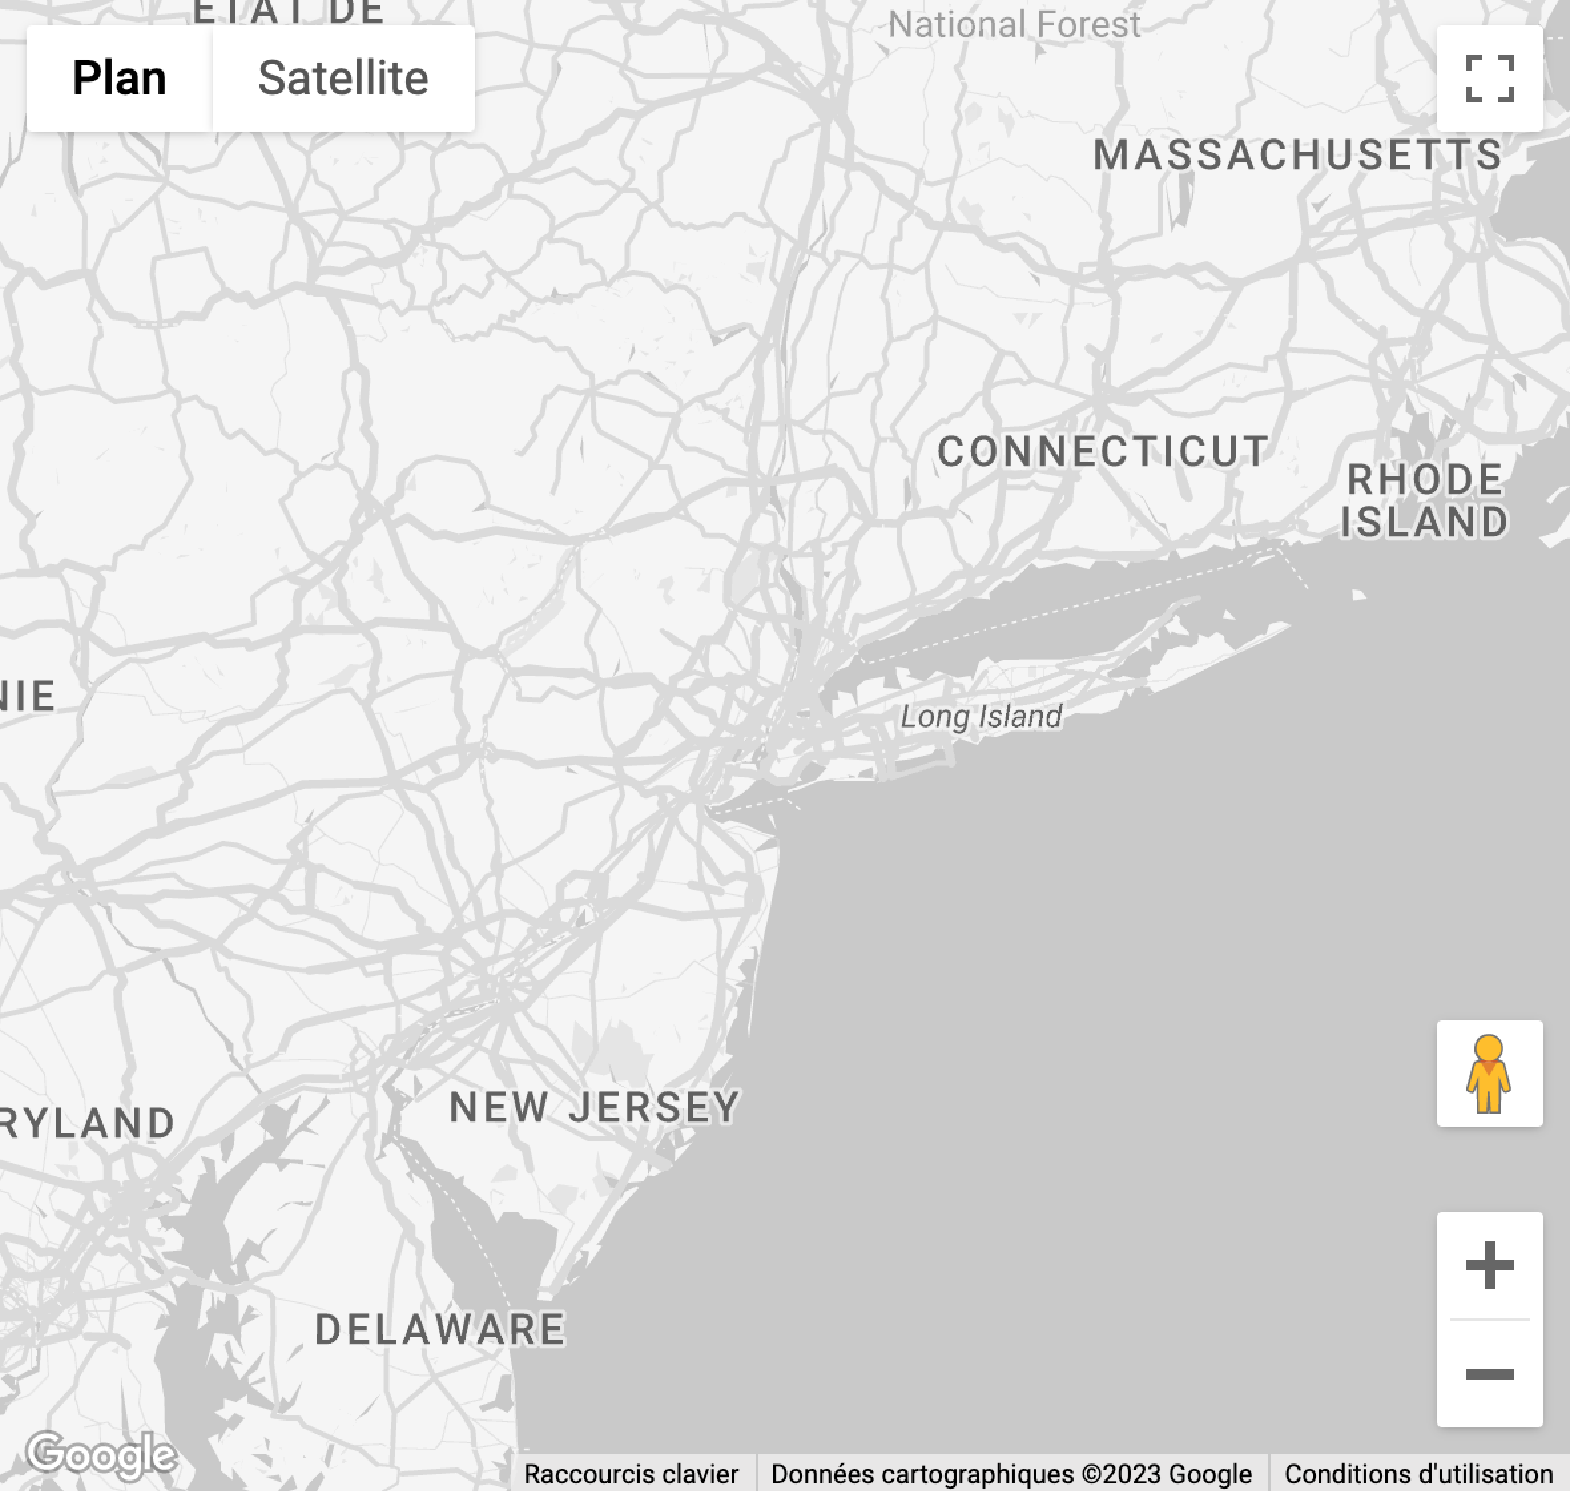 ÉTAT DE
National Forest
Plan
Satellite
MASSACHUSETTS
CONNECTICUT
RHODE
ISLAND
NIE
Long Island
NEW JERSEY
RYLAND
DELAWARE
Google
Raccourcis clavier
Données cartographiques ©2023 Google
Conditions d'utilisation